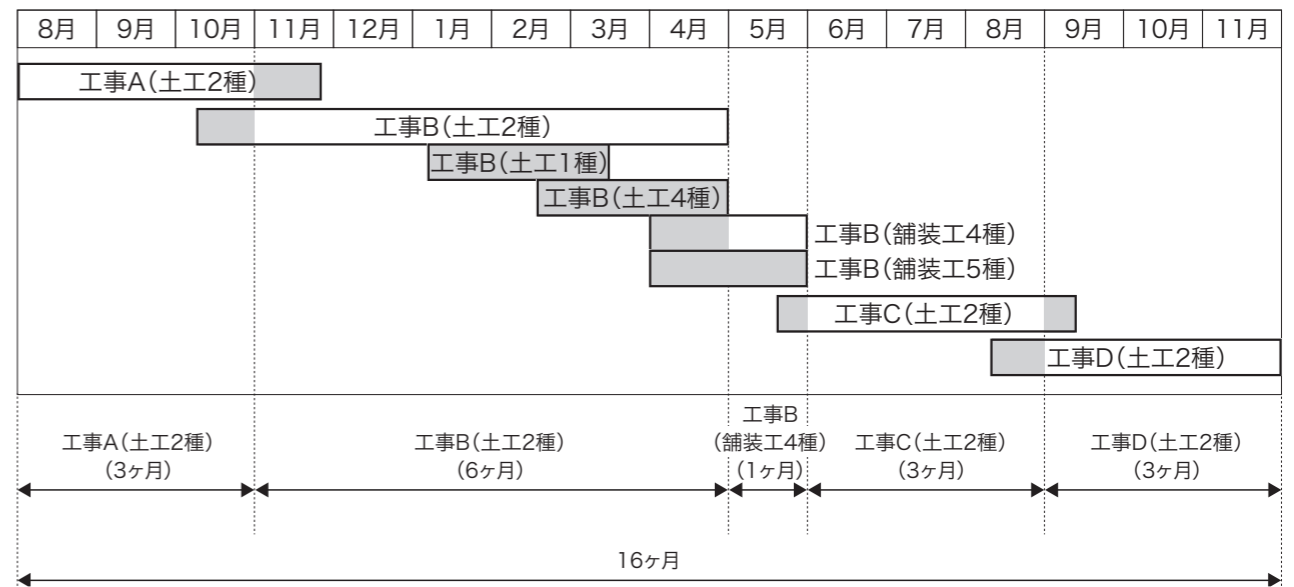 8月 9月 10月 11月 12月 1月 2月 3月 4月 5月 6月 7月 8月 9月 10月 11月
工事A(土工2種)
工事B(土工2種)
工事B(土工1種)
工事B(土工4種)
工事B(舗装工4種)
工事B(舗装工5種)
工事C(土工2種)
工事D(土工2種)
工事A(土工2種)
(3ヶ月)
工事B(土工2種)
(6ヶ月)
工事B
(舗装工4種)
(1ヶ月)
工事C(土工2種)
(3ヶ月)
工事D(土工2種)
(3ヶ月)
16ヶ月